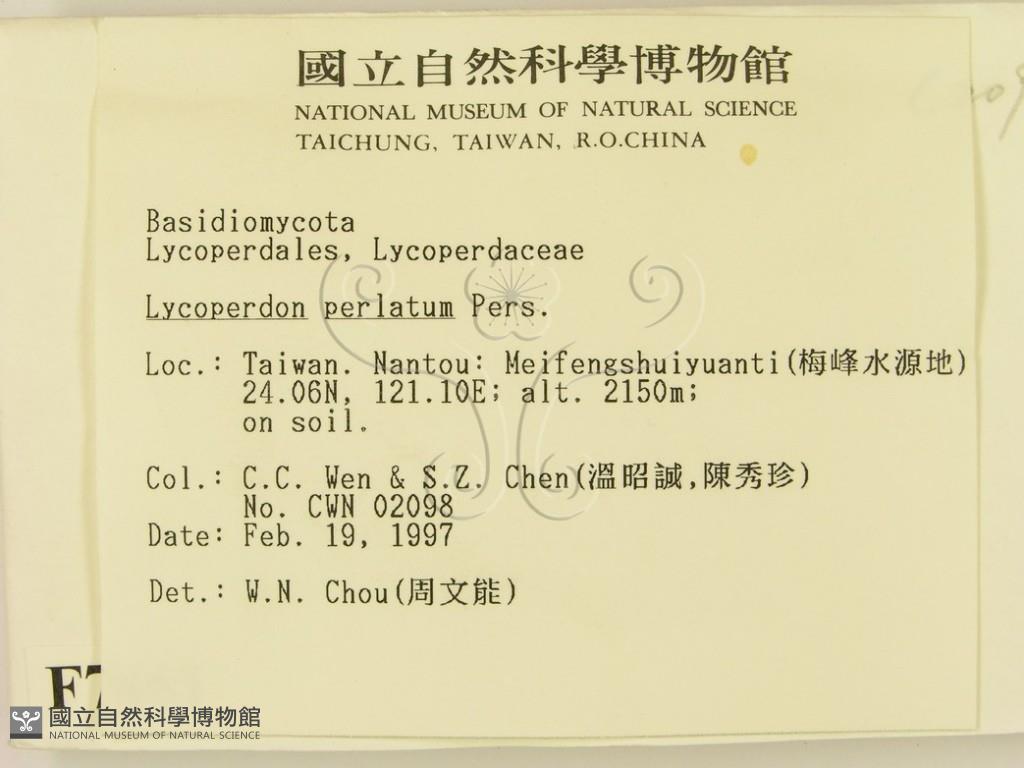 國立自然科學博物館
NATIONAL MUSEUM OF NATURAL SCIENCE
TAICHUNG, TAIWAN, R.O.CHINA
Basidiomycota
Lycoperdales, Lycoperdaceae
Lycoperdon perlatum Pers.
Loc.: Taiwan. Nantou: Meifengshuiyuanti(梅峰水源地)
24.06N, 121.10E; alt. 2150m;
on soil.
Col.: C.C. Wen & S.Z. Chen(溫昭誠,陳秀珍)
No. CWN 02098
Date: Feb. 19, 1997
Det.: W.N. Chou(周文能)
國立自然科學博物館
NATIONAL MUSEUM OF NATURAL SCIENCE